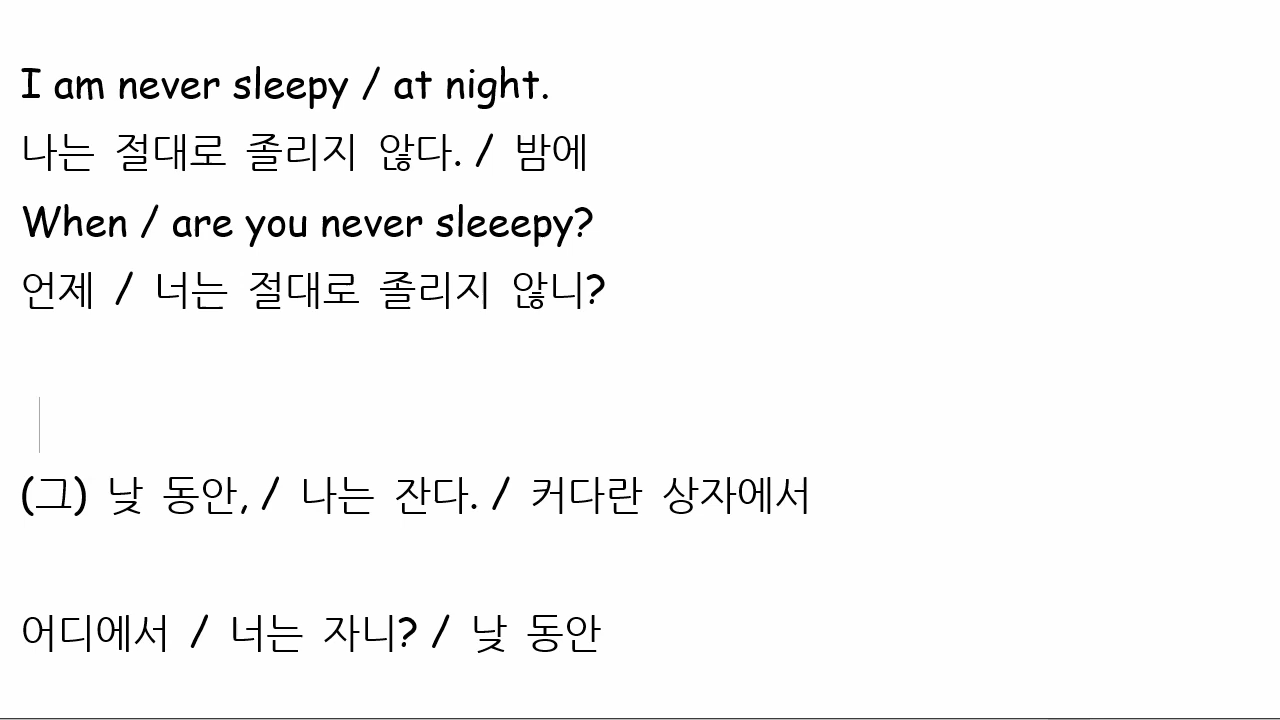 I am never sleepy / at night.
나는 절대로 졸리지 않다. / 밤에
When / are you never sleeepy?
언제 / 너는 절대로 졸리지 않니?
(그) 낮 동안, / 나는 잔다. / 커다란 상자에서
어디에서 / 너는 자니? / 낮 동안